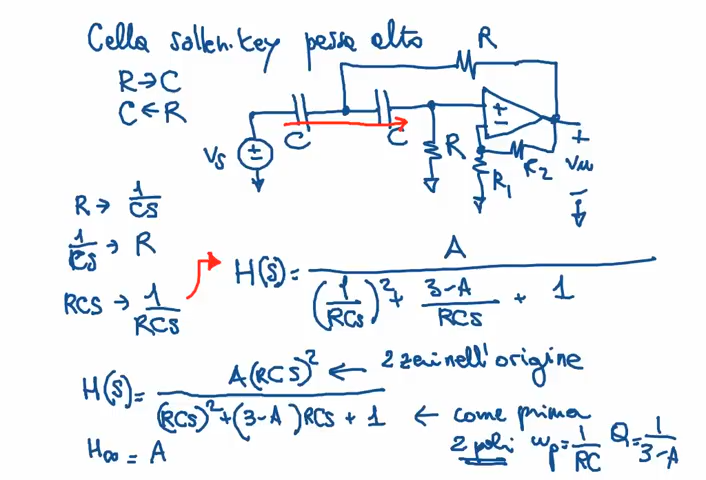 Cella sallen.key passa alto
R
R → C
C ← R
C
C
R
+
−
+
Vs
±
R1
R2
Vu
−
R → 1/CS
1/CS → R
RCS → 1/RCS
H(S) = A / ((1/RCS)² + (3-A)/RCS + 1)
H(S) = A(RCS)² / ((RCS)² + (3-A)RCS + 1) ← 2 zeri nell'origine
← come prima
2 poli ωp = 1/RC Q = 1/(3-A)
H∞ = A